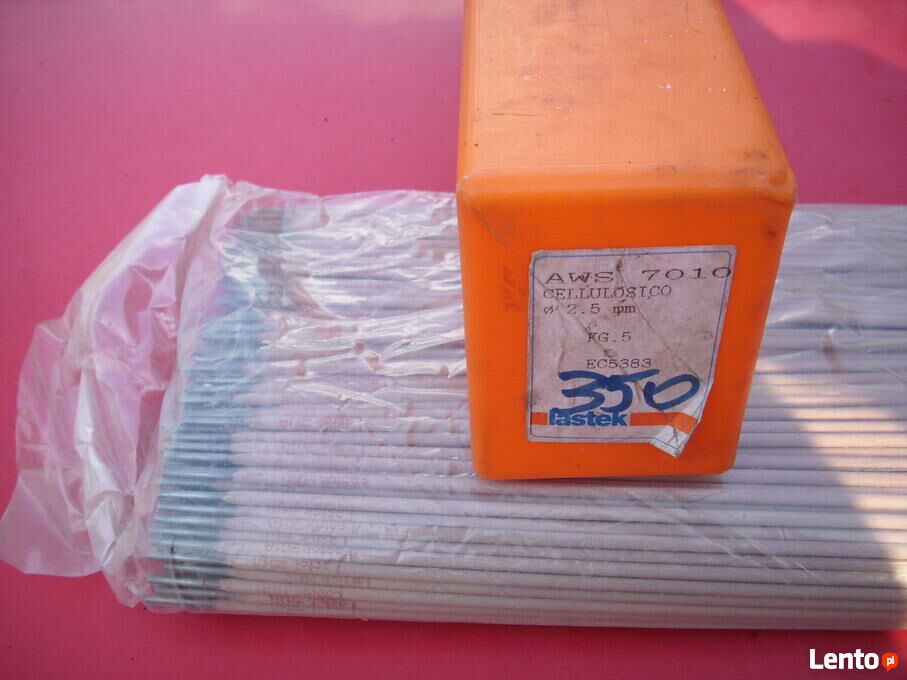 AWS 7010
CELLULOSICO
ø 2.5 mm
KG.5
EC5383
350
fastek
Lento pl